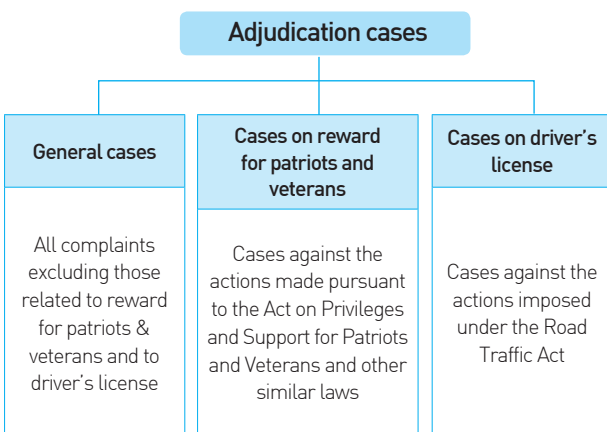 Adjudication cases
General cases
All complaints
excluding those
related to reward
for patriots &
veterans and to
driver's license
Cases on reward
for patriots and
veterans
Cases against the
actions made pursuant
to the Act on Privileges
and Support for Patriots
and Veterans and other
similar laws
Cases on driver's
license
Cases against the
actions imposed
under the Road
Traffic Act